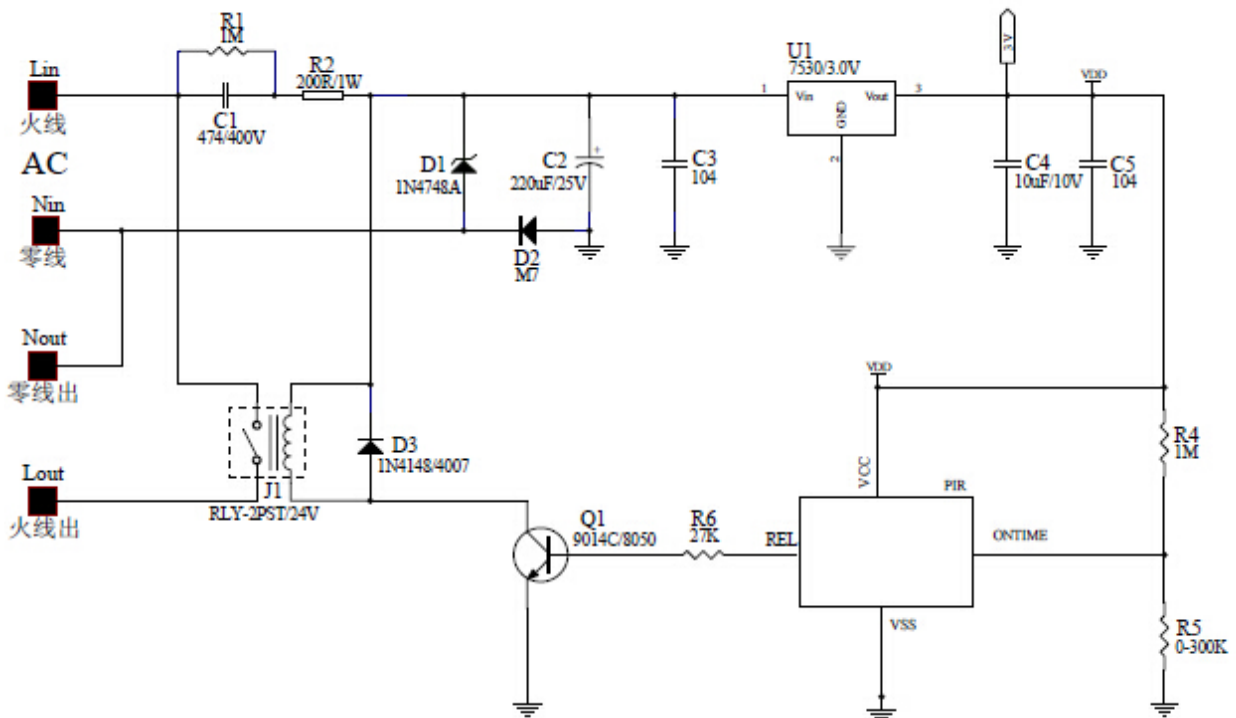 R1
1M
Lin
R2
200R/1W
火线
C1
474/400V
AC
D1
1N4748A
C2
+
220uF/25V
C3
104
U1
7530/3.0V
1
Vin
Vout
3
GND
2
3V
VDD
C4
10uF/10V
C5
104
Nin
零线
D2
M7
Nout
零线出
VDD
D3
1N4148/4007
R4
1M
VCC
PIR
Lout
火线出
J1
RLY-2PST/24V
Q1
9014C/8050
R6
27K
REL
ONTIME
VSS
R5
0-300K